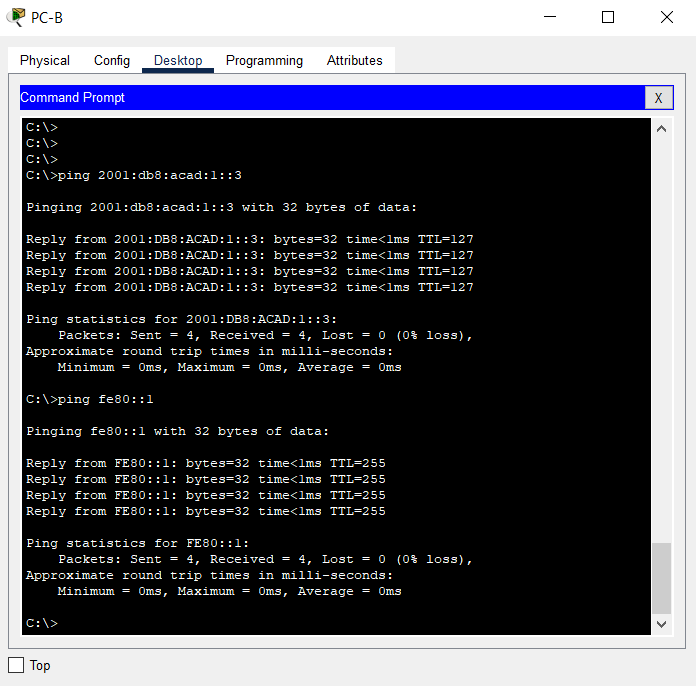 PC-B
Physical Config Desktop Programming Attributes
Command Prompt X
C:\>
C:\>
C:\>
C:\>ping 2001:db8:acad:1::3
Pinging 2001:db8:acad:1::3 with 32 bytes of data:
Reply from 2001:DB8:ACAD:1::3: bytes=32 time<1ms TTL=127
Reply from 2001:DB8:ACAD:1::3: bytes=32 time<1ms TTL=127
Reply from 2001:DB8:ACAD:1::3: bytes=32 time<1ms TTL=127
Reply from 2001:DB8:ACAD:1::3: bytes=32 time<1ms TTL=127
Ping statistics for 2001:DB8:ACAD:1::3:
    Packets: Sent = 4, Received = 4, Lost = 0 (0% loss),
Approximate round trip times in milli-seconds:
    Minimum = 0ms, Maximum = 0ms, Average = 0ms
C:\>ping fe80::1
Pinging fe80::1 with 32 bytes of data:
Reply from FE80::1: bytes=32 time<1ms TTL=255
Reply from FE80::1: bytes=32 time<1ms TTL=255
Reply from FE80::1: bytes=32 time<1ms TTL=255
Reply from FE80::1: bytes=32 time<1ms TTL=255
Ping statistics for FE80::1:
    Packets: Sent = 4, Received = 4, Lost = 0 (0% loss),
Approximate round trip times in milli-seconds:
    Minimum = 0ms, Maximum = 0ms, Average = 0ms
C:\>
Top